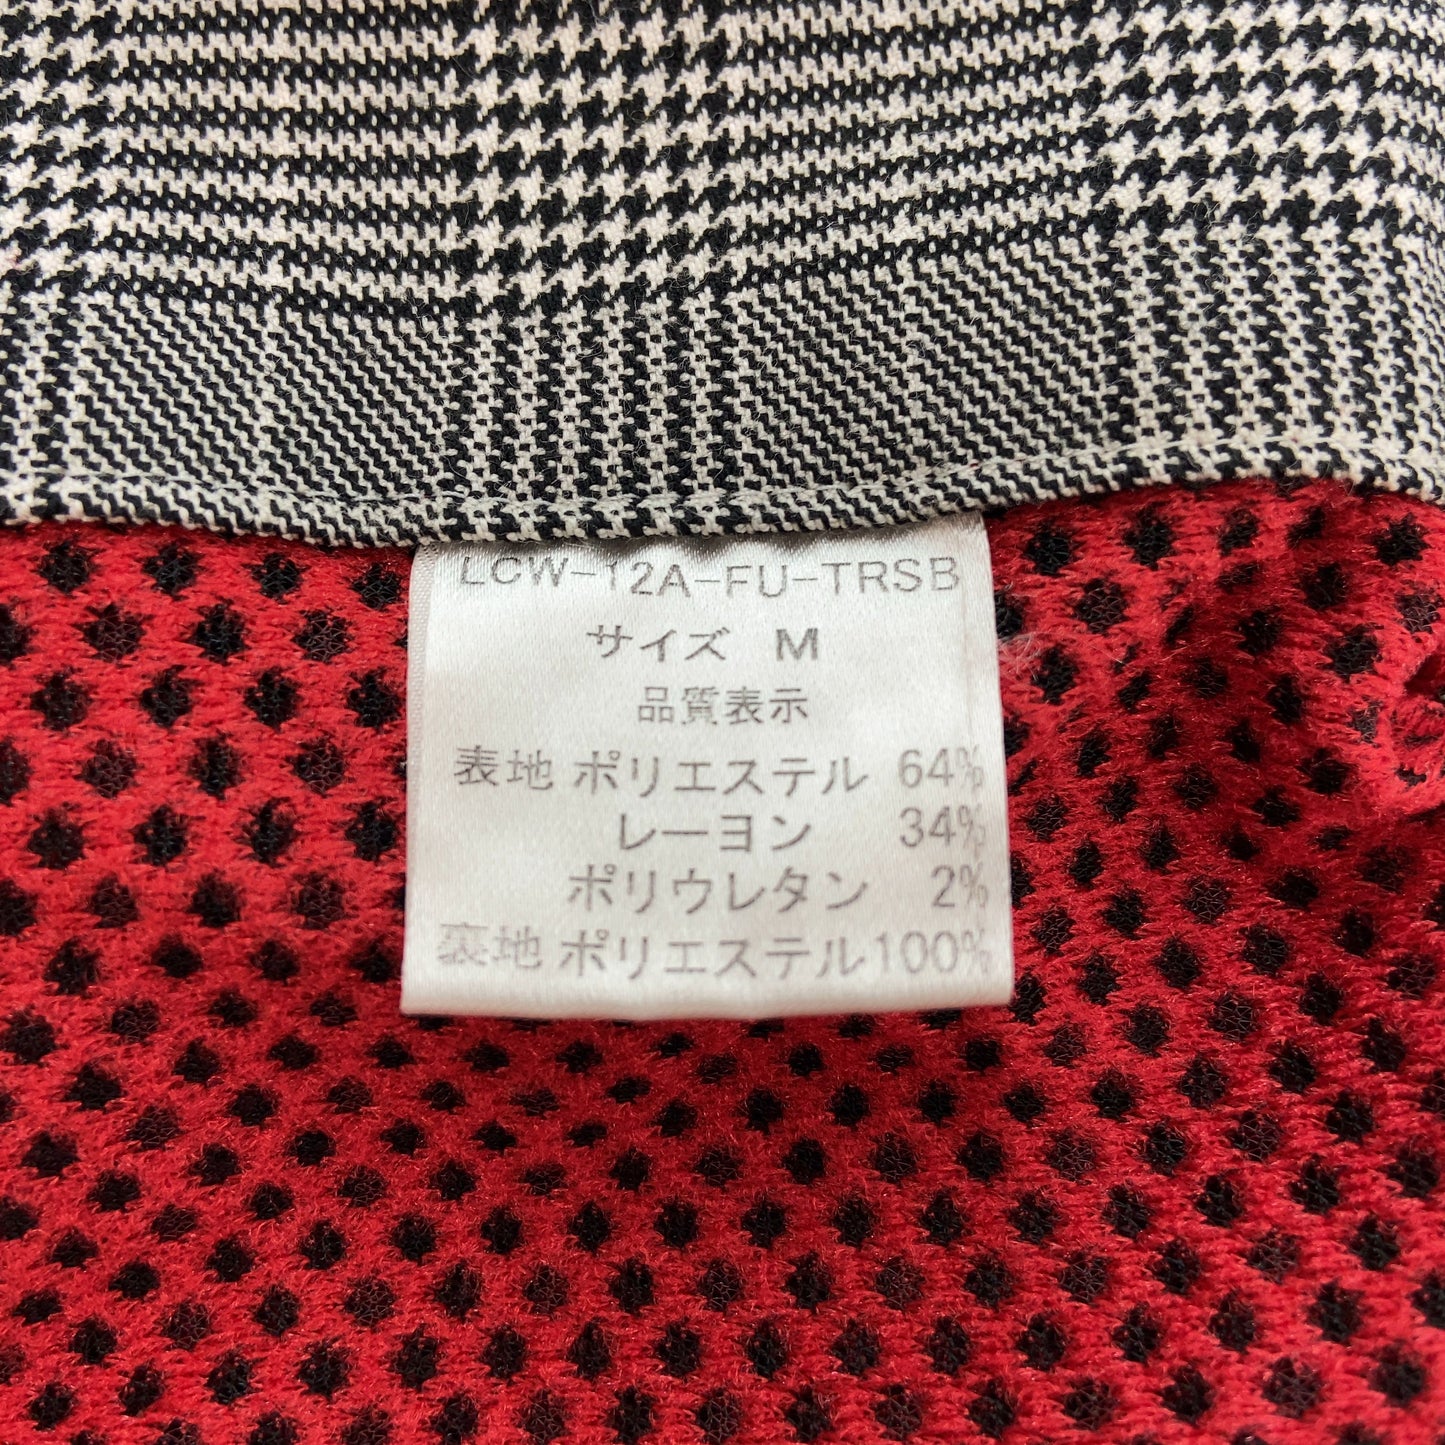 LCW-12A-FU-TRSB
サイズ M
品質表示
表地 ポリエステル 64%
レーヨン 34%
ポリウレタン 2%
裏地 ポリエステル100%